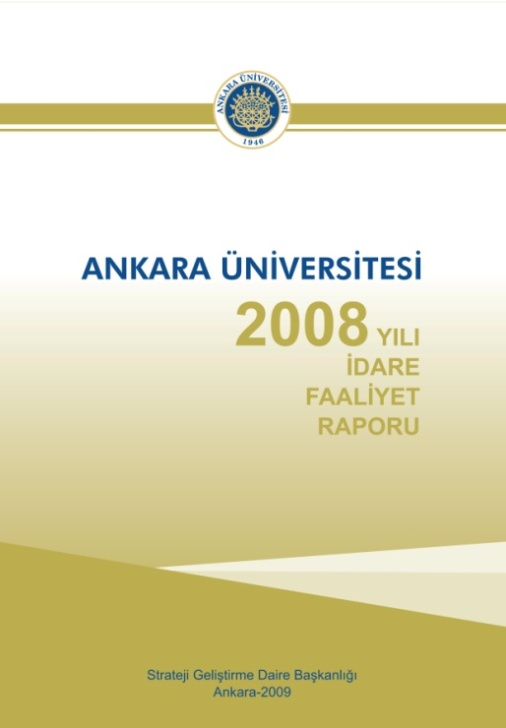 ANKARA ÜNİVERSİTESİ
1946
ANKARA ÜNİVERSİTESİ
2008 YILI
İDARE
FAALİYET
RAPORU
Strateji Geliştirme Daire Başkanlığı
Ankara-2009